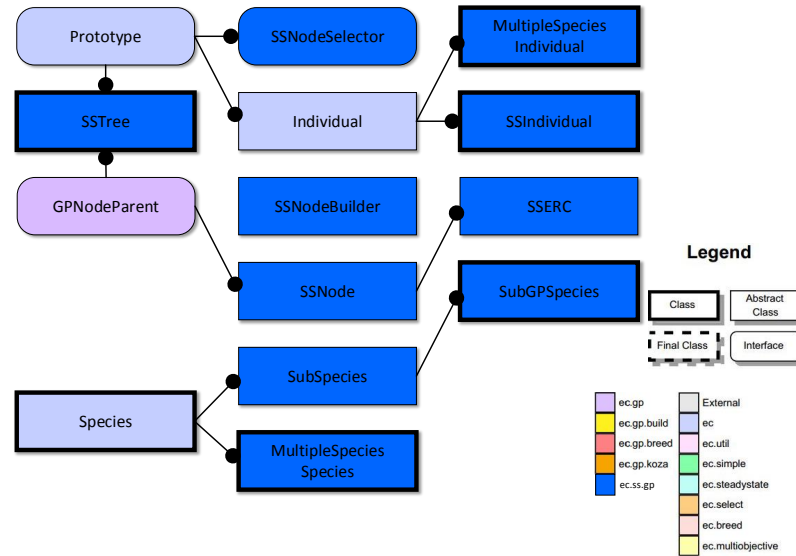 Prototype
SSNodeSelector
MultipleSpecies
Individual
SSTree
Individual
SSIndividual
GPNodeParent
SSNodeBuilder
SSERC
SSNode
SubGPSpecies
SubSpecies
Species
MultipleSpecies
Species
Legend
Class
Abstract
Class
Final Class
Interface
ec.gp
ec.gp.build
ec.gp.breed
ec.gp.koza
ec.ss.gp
External
ec
ec.util
ec.simple
ec.steadystate
ec.select
ec.breed
ec.multiobjective